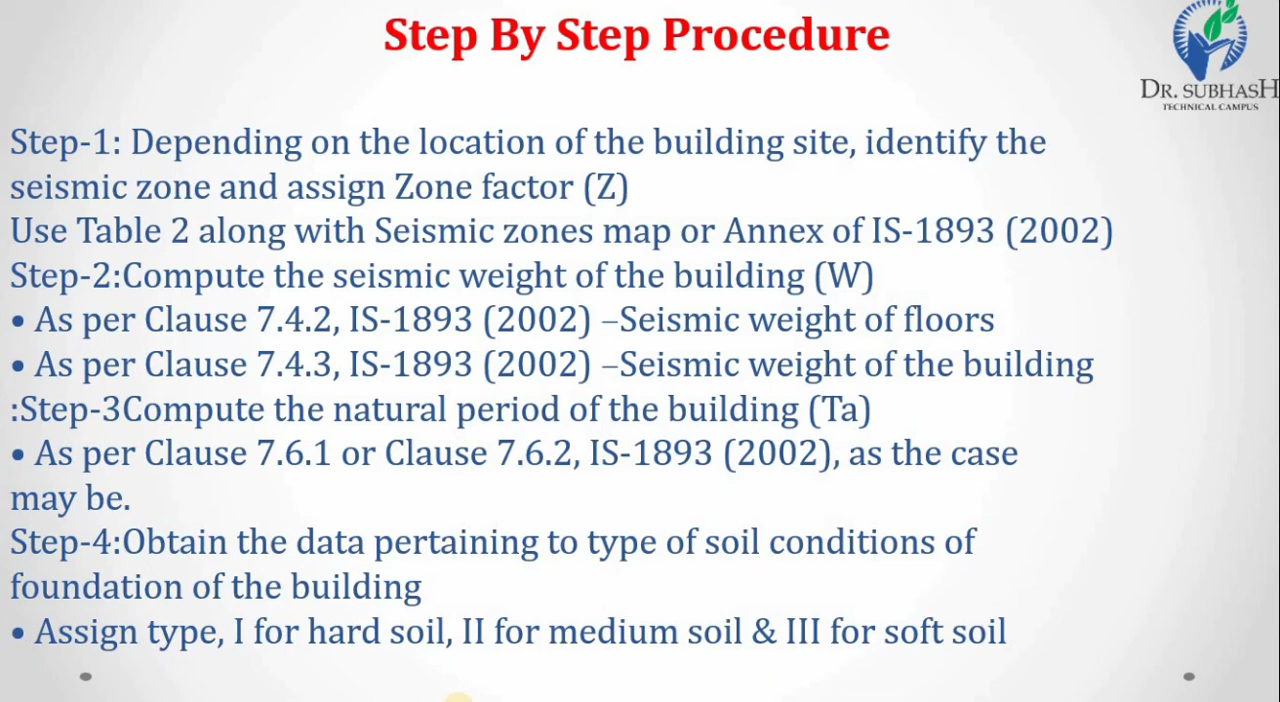 Step By Step Procedure
DR. SUBHASH
TECHNICAL CAMPUS
Step-1: Depending on the location of the building site, identify the
seismic zone and assign Zone factor (Z)
Use Table 2 along with Seismic zones map or Annex of IS-1893 (2002)
Step-2:Compute the seismic weight of the building (W)
• As per Clause 7.4.2, IS-1893 (2002) –Seismic weight of floors
• As per Clause 7.4.3, IS-1893 (2002) –Seismic weight of the building
:Step-3Compute the natural period of the building (Ta)
• As per Clause 7.6.1 or Clause 7.6.2, IS-1893 (2002), as the case
may be.
Step-4:Obtain the data pertaining to type of soil conditions of
foundation of the building
• Assign type, I for hard soil, II for medium soil & III for soft soil